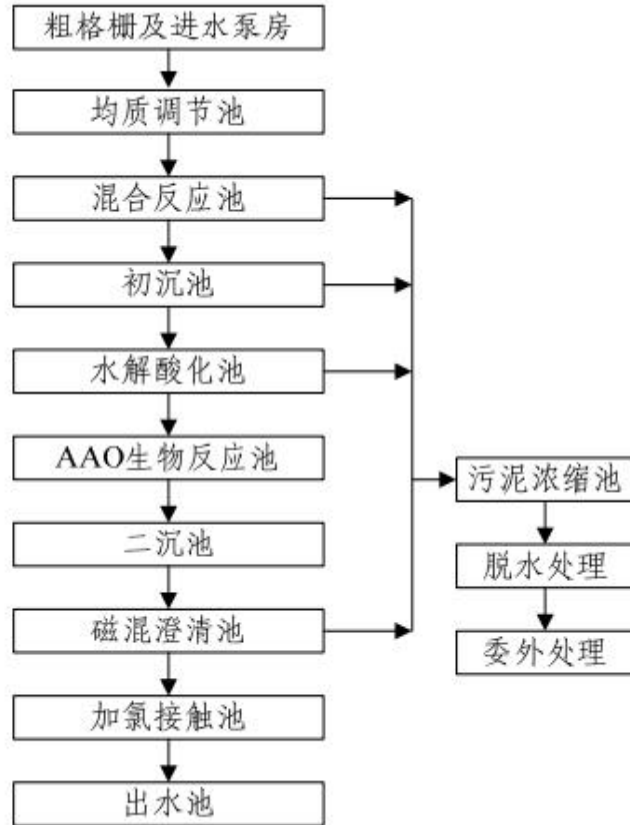 粗格栅及进水泵房
均质调节池
混合反应池
初沉池
水解酸化池
AAO生物反应池
二沉池
磁混澄清池
加氯接触池
出水池
污泥浓缩池
脱水处理
委外处理